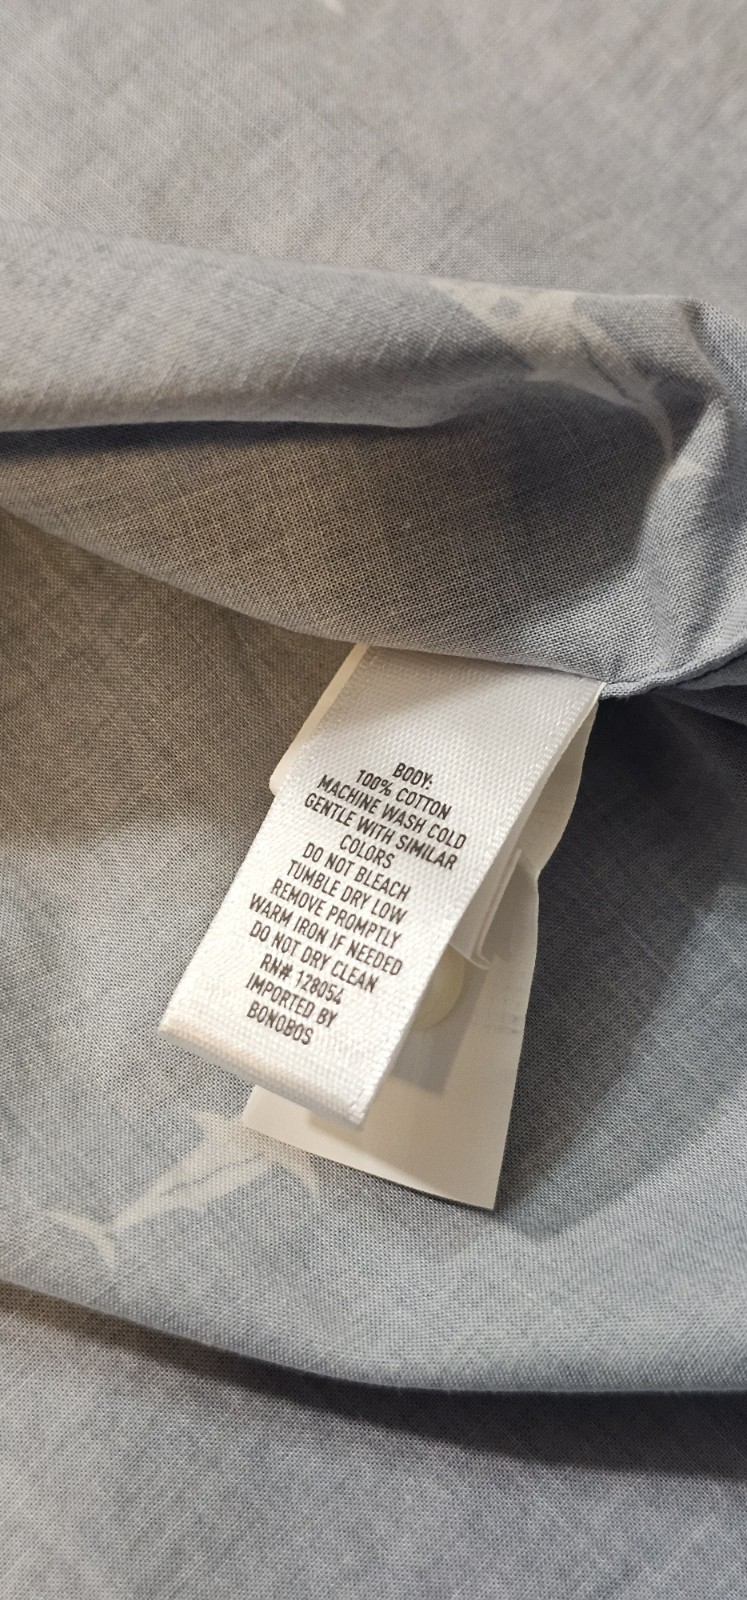 BODY:
100% COTTON
MACHINE WASH COLD
GENTLE WITH SIMILAR
COLORS
DO NOT BLEACH
TUMBLE DRY LOW
REMOVE PROMPTLY
WARM IRON IF NEEDED
DO NOT DRY CLEAN
RN# 128054
IMPORTED BY
BONOBOS